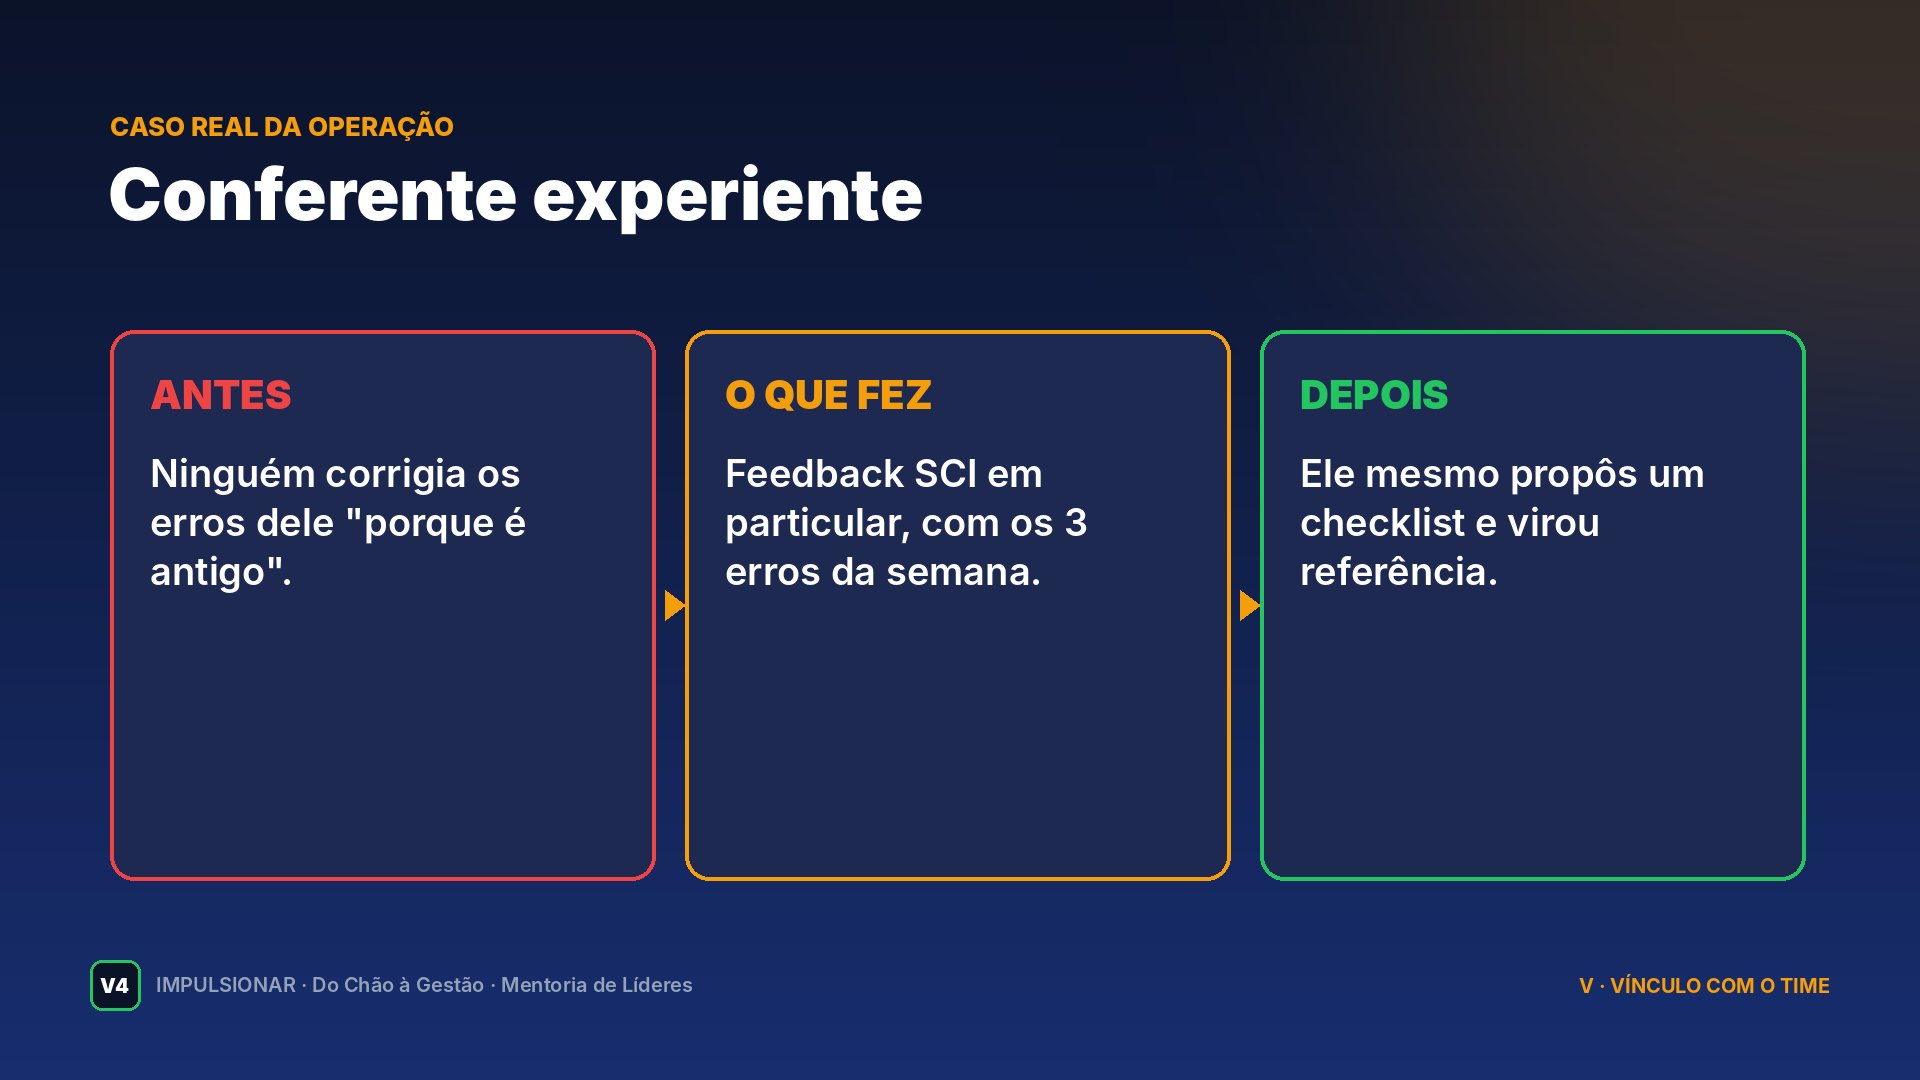 CASO REAL DA OPERAÇÃO
Conferente experiente
ANTES
Ninguém corrigia os
erros dele "porque é
antigo".
O QUE FEZ
Feedback SCI em
particular, com os 3
erros da semana.
DEPOIS
Ele mesmo propôs um
checklist e virou
referência.
V4
IMPULSIONAR · Do Chão à Gestão · Mentoria de Líderes
V · VÍNCULO COM O TIME